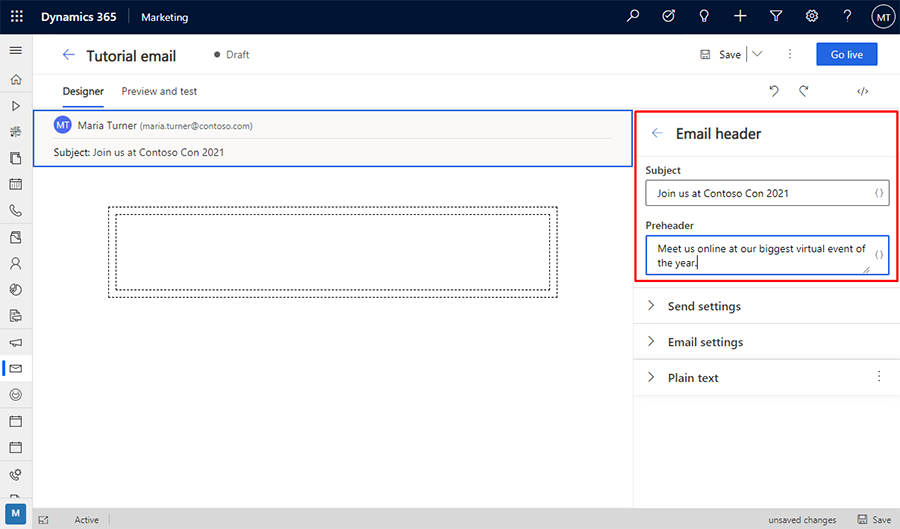 Dynamics 365 Marketing ? MT
Tutorial email Draft Save Go live
Designer Preview and test </>
MT Maria Turner (maria.turner@contoso.com)
Subject: Join us at Contoso Con 2021
Email header
Subject
Join us at Contoso Con 2021 {}
Preheader
Meet us online at our biggest virtual event of
the year. {}
Send settings
Email settings
Plain text
M Active unsaved changes Save